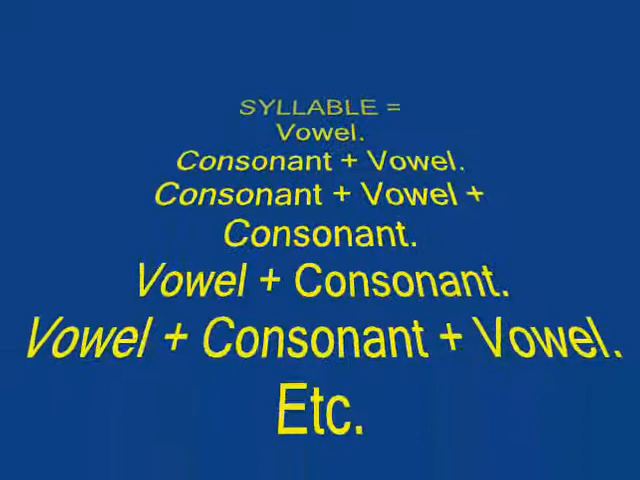 SYLLABLE =
Vowel.
Consonant + Vowel.
Consonant + Vowel +
Consonant.
Vowel + Consonant.
Vowel + Consonant + Vowel.
Etc.